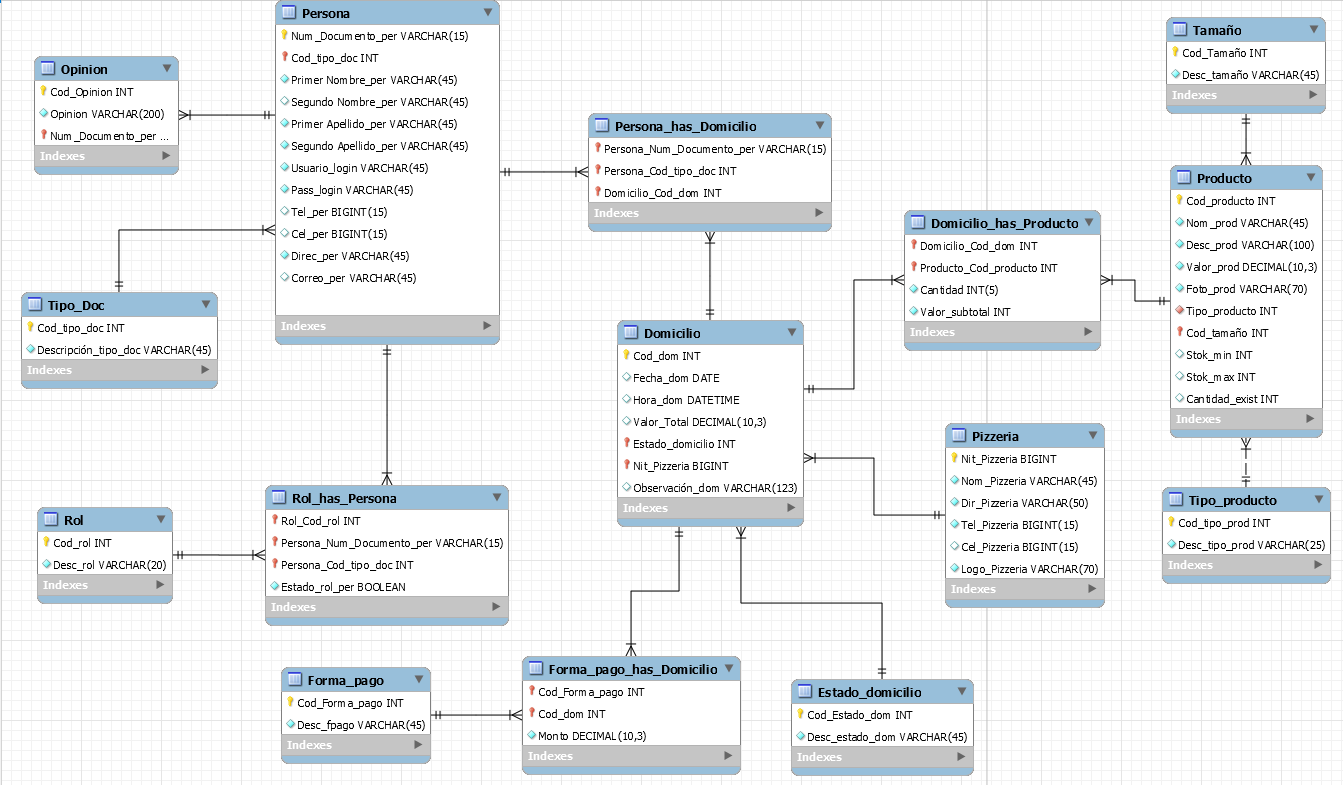 Persona
Num_Documento_per VARCHAR(15)
Cod_tipo_doc INT
Primer Nombre_per VARCHAR(45)
Segundo Nombre_per VARCHAR(45)
Primer Apellido_per VARCHAR(45)
Segundo Apellido_per VARCHAR(45)
Usuario_login VARCHAR(45)
Pass_login VARCHAR(45)
Tel_per BIGINT(15)
Cel_per BIGINT(15)
Direc_per VARCHAR(45)
Correo_per VARCHAR(45)
Indexes
Opinion
Cod_Opinion INT
Opinion VARCHAR(200)
Num_Documento_per ...
Indexes
Tipo_Doc
Cod_tipo_doc INT
Descripción_tipo_doc VARCHAR(45)
Indexes
Persona_has_Domicilio
Persona_Num_Documento_per VARCHAR(15)
Persona_Cod_tipo_doc INT
Domicilio_Cod_dom INT
Indexes
Tamaño
Cod_Tamaño INT
Desc_tamaño VARCHAR(45)
Indexes
Producto
Cod_producto INT
Nom_prod VARCHAR(45)
Desc_prod VARCHAR(100)
Valor_prod DECIMAL(10,3)
Foto_prod VARCHAR(70)
Tipo_producto INT
Cod_tamaño INT
Stok_min INT
Stok_max INT
Cantidad_exist INT
Indexes
Domicilio_has_Producto
Domicilio_Cod_dom INT
Producto_Cod_producto INT
Cantidad INT(5)
Valor_subtotal INT
Indexes
Domicilio
Cod_dom INT
Fecha_dom DATE
Hora_dom DATETIME
Valor_Total DECIMAL(10,3)
Estado_domicilio INT
Nit_Pizzeria BIGINT
Observación_dom VARCHAR(123)
Indexes
Pizzeria
Nit_Pizzeria BIGINT
Nom_Pizzeria VARCHAR(45)
Dir_Pizzeria VARCHAR(50)
Tel_Pizzeria BIGINT(15)
Cel_Pizzeria BIGINT(15)
Logo_Pizzeria VARCHAR(70)
Indexes
Tipo_producto
Cod_tipo_prod INT
Desc_tipo_prod VARCHAR(25)
Indexes
Rol
Cod_rol INT
Desc_rol VARCHAR(20)
Indexes
Rol_has_Persona
Rol_Cod_rol INT
Persona_Num_Documento_per VARCHAR(15)
Persona_Cod_tipo_doc INT
Estado_rol_per BOOLEAN
Indexes
Forma_pago
Cod_Forma_pago INT
Desc_fpago VARCHAR(45)
Indexes
Forma_pago_has_Domicilio
Cod_Forma_pago INT
Cod_dom INT
Monto DECIMAL(10,3)
Indexes
Estado_domicilio
Cod_Estado_dom INT
Desc_estado_dom VARCHAR(45)
Indexes